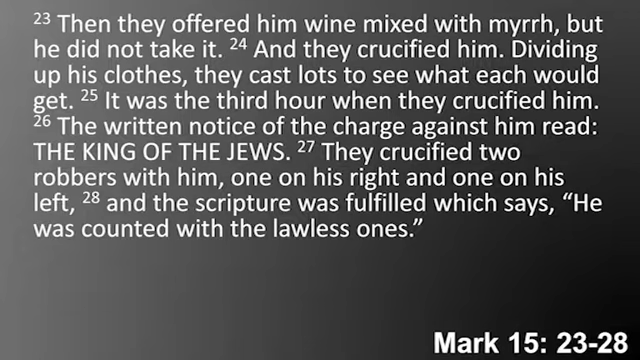 23 Then they offered him wine mixed with myrrh, but
he did not take it. 24 And they crucified him. Dividing
up his clothes, they cast lots to see what each would
get. 25 It was the third hour when they crucified him.
26 The written notice of the charge against him read:
THE KING OF THE JEWS. 27 They crucified two
robbers with him, one on his right and one on his
left, 28 and the scripture was fulfilled which says, “He
was counted with the lawless ones.”
Mark 15: 23-28